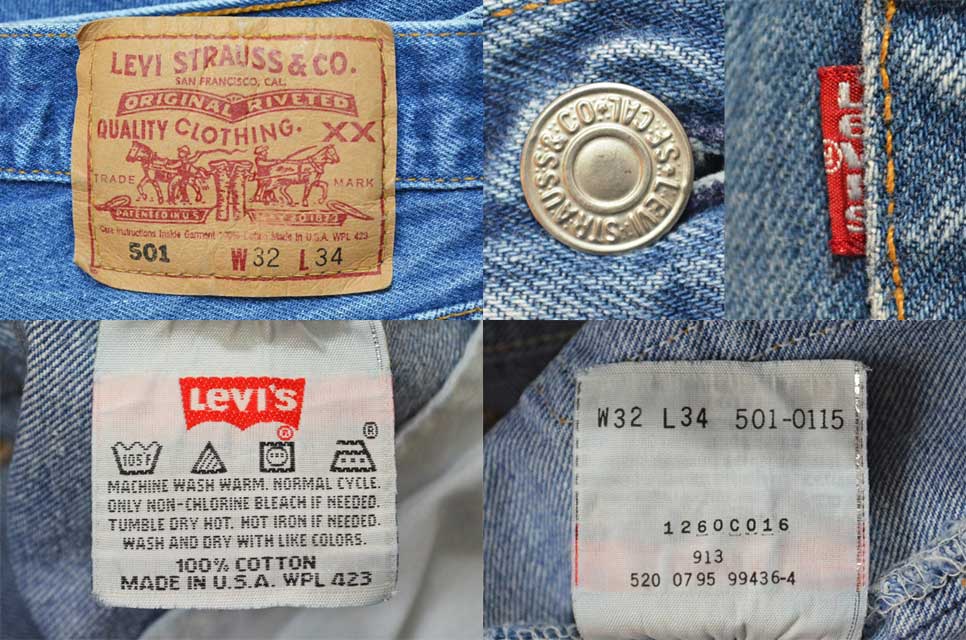 LEVI STRAUSS & CO.
SAN FRANCISCO, CAL.
ORIGINAL RIVETED
QUALITY CLOTHING. XX
TRADE MARK
PATENTED IN U.S. MAY 20 1873
Care Instructions Inside Garment 100% Cotton Made in U.S.A. WPL 423
501 W32 L34
LEVI STRAUSS & CO. S.F. CAL.
LEVI'S
®
Levi's
®
105F
®
MACHINE WASH WARM. NORMAL CYCLE.
ONLY NON-CHLORINE BLEACH IF NEEDED.
TUMBLE DRY HOT. HOT IRON IF NEEDED.
WASH AND DRY WITH LIKE COLORS.
100% COTTON
MADE IN U.S.A. WPL 423
W32 L34 501-0115
1260C016
913
520 0795 99436-4